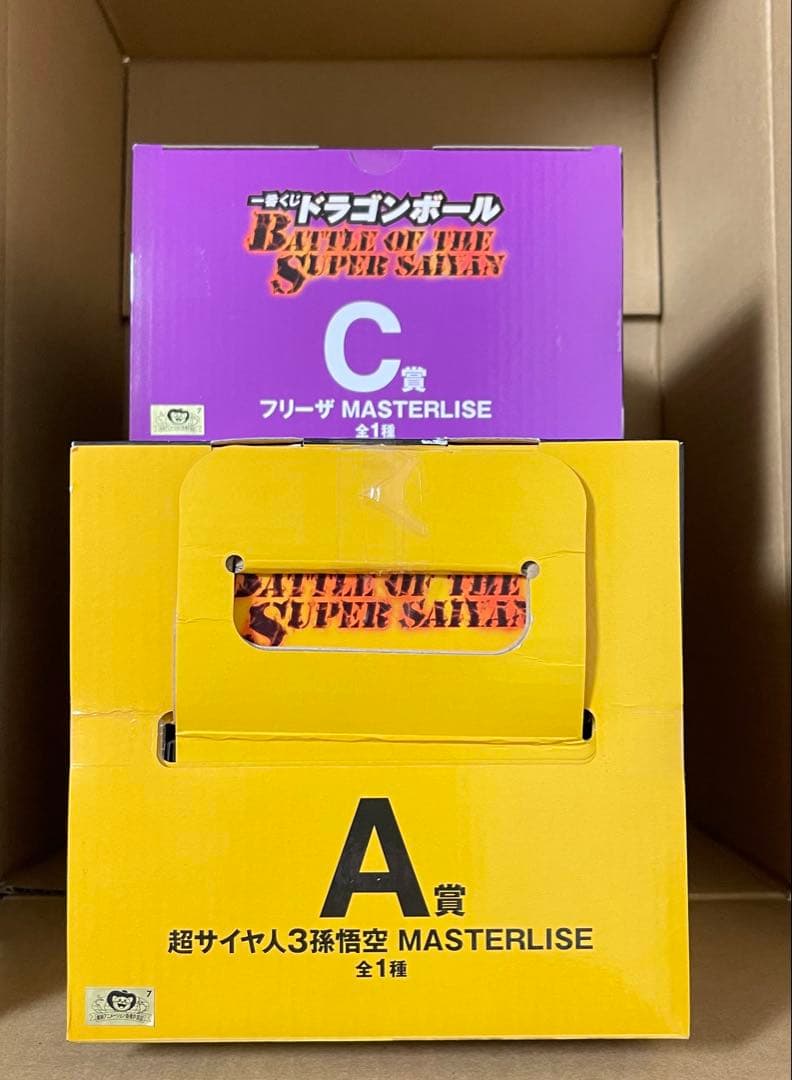 一番くじ ドラゴンボール
BATTLE OF THE
SUPER SAIYAN
C賞
フリーザ MASTERLISE
全1種
7
BATTLE OF THE
SUPER SAIYAN
A賞
超サイヤ人3孫悟空 MASTERLISE
全1種
7